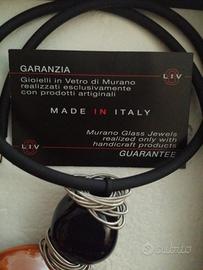 LIV
GARANZIA
Gioielli in Vetro di Murano
realizzati esclusivamente
con prodotti artigianali
MADE IN ITALY
Murano Glass Jewels
realized only with
handicraft products
GUARANTEE
LIV
subito